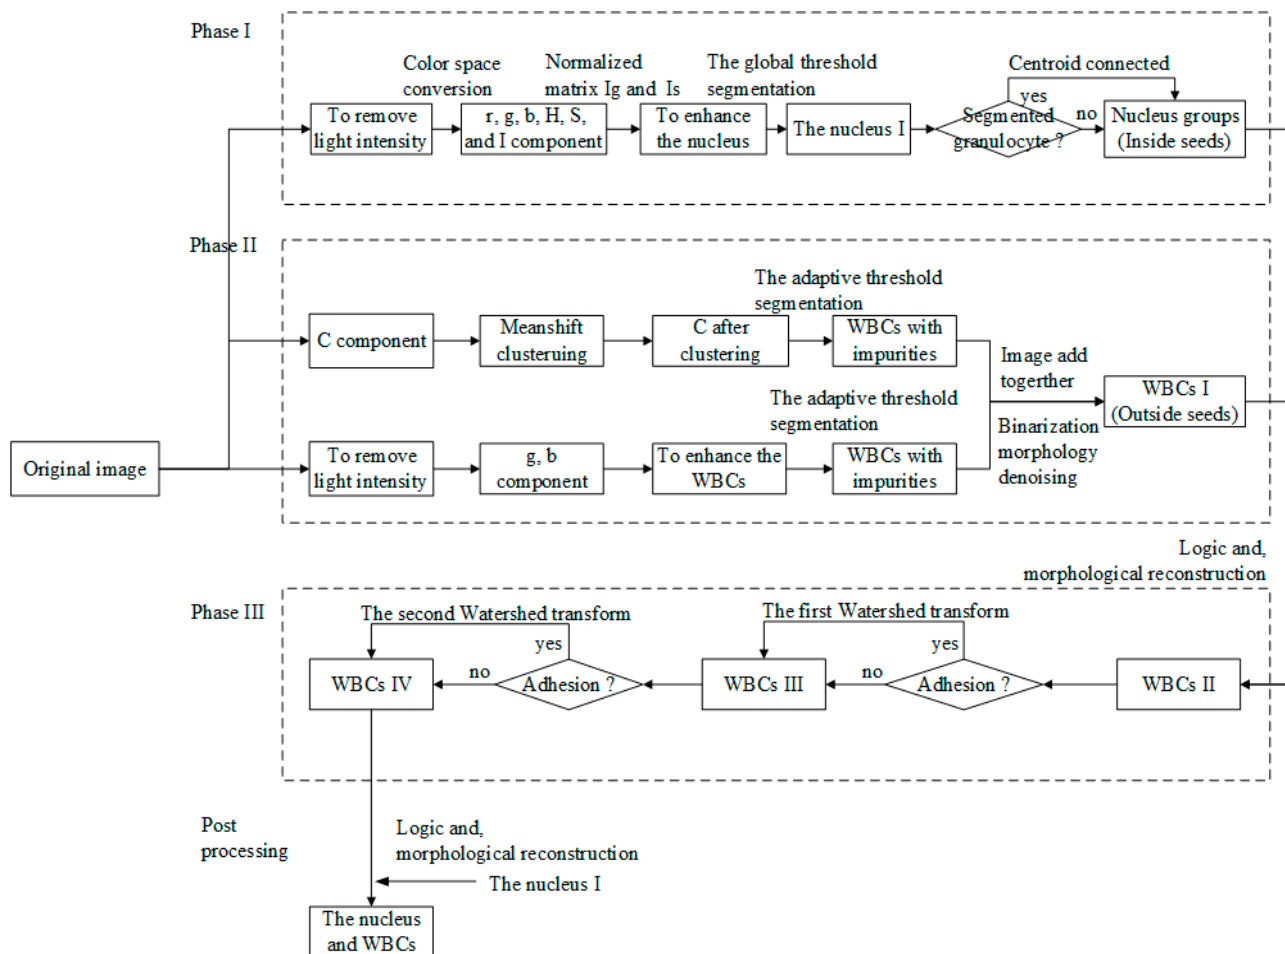 Phase I
Color space
conversion
Normalized
matrix Ig and Is
The global threshold
segmentation
Centroid connected
To remove
light intensity
r, g, b, H, S,
and I component
To enhance
the nucleus
The nucleus I
Segmented
granulocyte ?
yes
no
Nucleus groups
(Inside seeds)
Phase II
The adaptive threshold
segmentation
C component
Meanshift
clusteruing
C after
clustering
WBCs with
impurities
Image add
togerther
The adaptive threshold
segmentation
WBCs I
(Outside seeds)
Binarization
morphology
denoising
Original image
To remove
light intensity
g, b
component
To enhance the
WBCs
WBCs with
impurities
Logic and,
morphological reconstruction
Phase III
The second Watershed transform
The first Watershed transform
yes
yes
WBCs IV
no
Adhesion ?
WBCs III
no
Adhesion ?
WBCs II
Post
processing
Logic and,
morphological reconstruction
The nucleus I
The nucleus
and WBCs